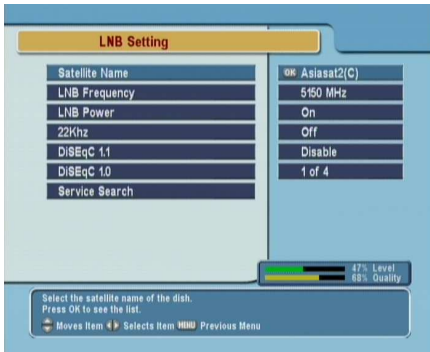 LNB Setting
Satellite Name OK Asiasat2(C)
LNB Frequency 5150 MHz
LNB Power On
22Khz Off
DiSEqC 1.1 Disable
DiSEqC 1.0 1 of 4
Service Search
47% Level
68% Quality
Select the satellite name of the dish.
Press OK to see the list.
Moves Item Selects Item MENU Previous Menu